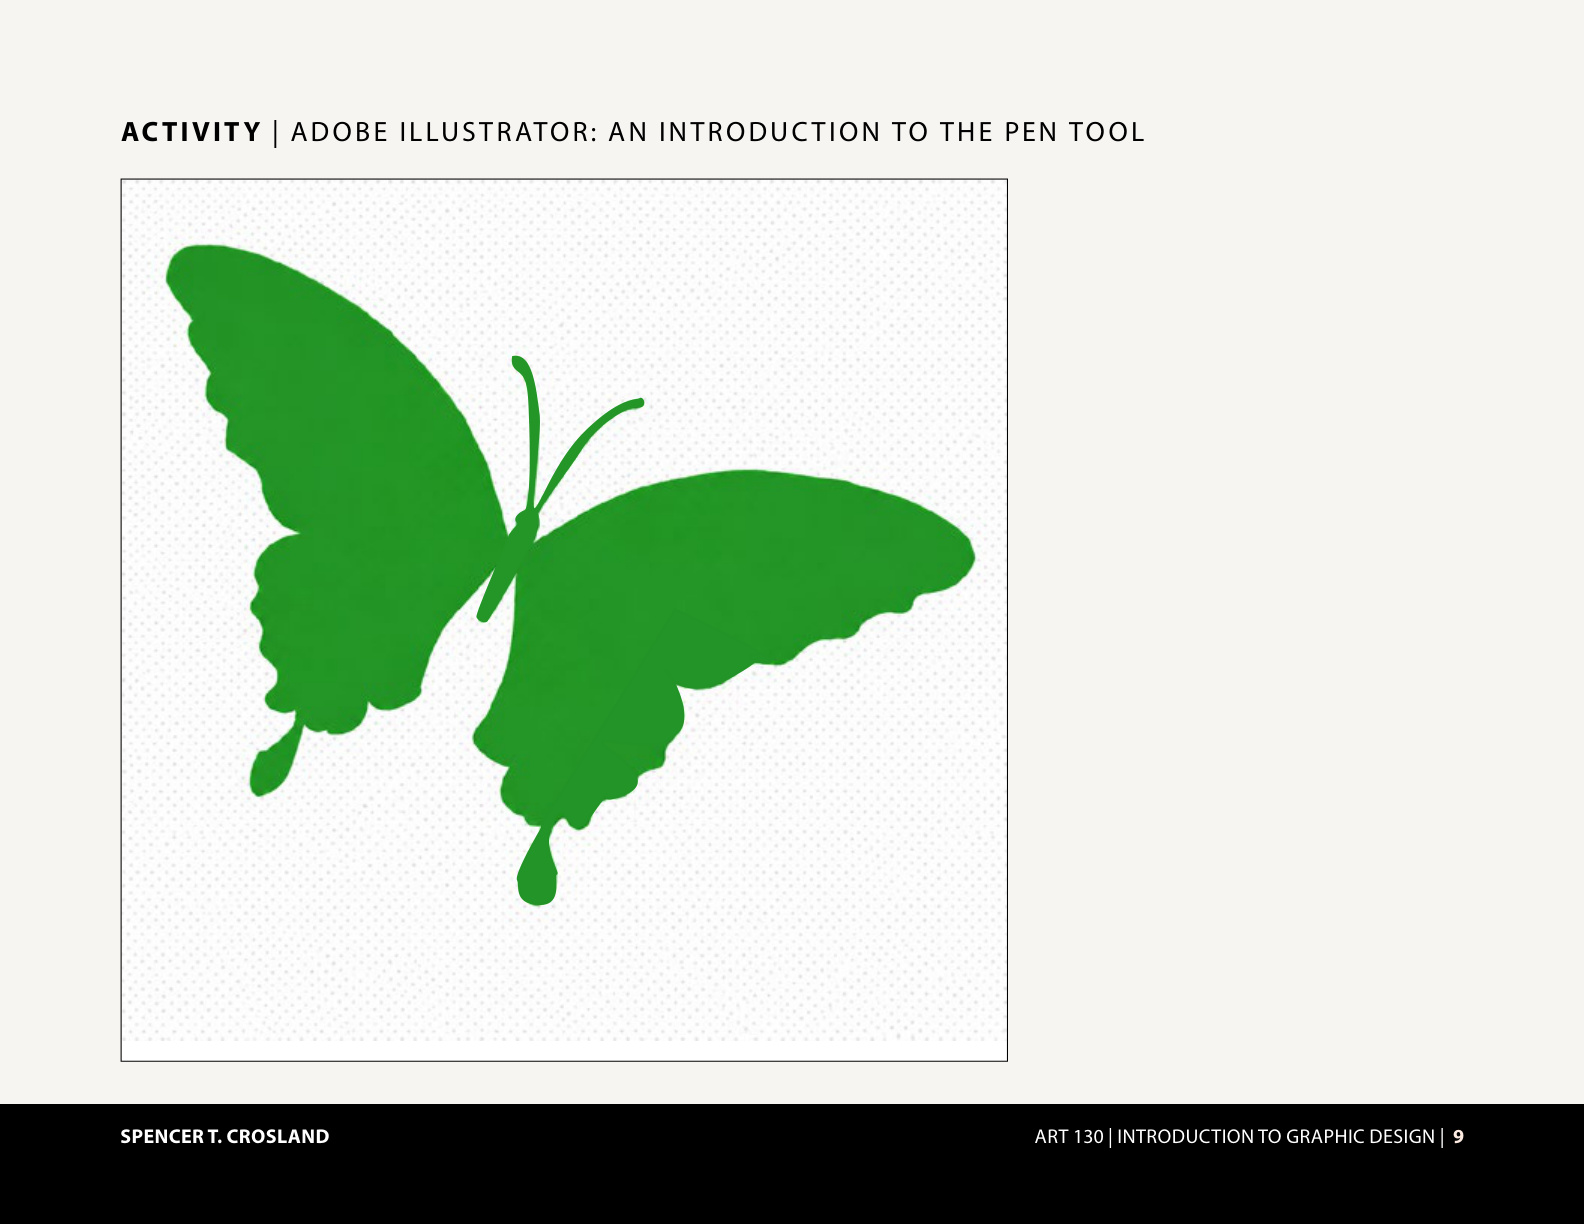 ACTIVITY | ADOBE ILLUSTRATOR: AN INTRODUCTION TO THE PEN TOOL
SPENCER T. CROSLAND
ART 130 | INTRODUCTION TO GRAPHIC DESIGN | 9